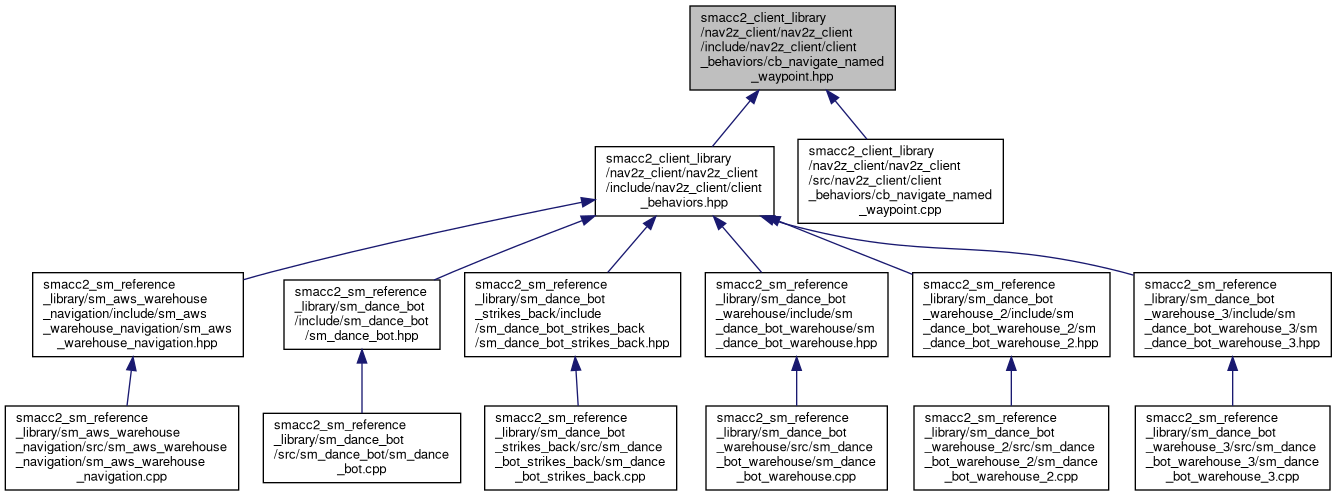 smacc2_client_library
/nav2z_client/nav2z_client
/include/nav2z_client/client
_behaviors/cb_navigate_named
_waypoint.hpp
smacc2_client_library
/nav2z_client/nav2z_client
/include/nav2z_client/client
_behaviors.hpp
smacc2_client_library
/nav2z_client/nav2z_client
/src/nav2z_client/client
_behaviors/cb_navigate_named
_waypoint.cpp
smacc2_sm_reference
_library/sm_aws_warehouse
_navigation/include/sm_aws
_warehouse_navigation/sm_aws
_warehouse_navigation.hpp
smacc2_sm_reference
_library/sm_dance_bot
/include/sm_dance_bot
/sm_dance_bot.hpp
smacc2_sm_reference
_library/sm_dance_bot
_strikes_back/include
/sm_dance_bot_strikes_back
/sm_dance_bot_strikes_back.hpp
smacc2_sm_reference
_library/sm_dance_bot
_warehouse/include/sm
_dance_bot_warehouse/sm
_dance_bot_warehouse.hpp
smacc2_sm_reference
_library/sm_dance_bot
_warehouse_2/include/sm
_dance_bot_warehouse_2/sm
_dance_bot_warehouse_2.hpp
smacc2_sm_reference
_library/sm_dance_bot
_warehouse_3/include/sm
_dance_bot_warehouse_3/sm
_dance_bot_warehouse_3.hpp
smacc2_sm_reference
_library/sm_aws_warehouse
_navigation/src/sm_aws_warehouse
_navigation/sm_aws_warehouse
_navigation.cpp
smacc2_sm_reference
_library/sm_dance_bot
/src/sm_dance_bot/sm_dance
_bot.cpp
smacc2_sm_reference
_library/sm_dance_bot
_strikes_back/src/sm_dance
_bot_strikes_back/sm_dance
_bot_strikes_back.cpp
smacc2_sm_reference
_library/sm_dance_bot
_warehouse/src/sm_dance
_bot_warehouse/sm_dance
_bot_warehouse.cpp
smacc2_sm_reference
_library/sm_dance_bot
_warehouse_2/src/sm_dance
_bot_warehouse_2/sm_dance
_bot_warehouse_2.cpp
smacc2_sm_reference
_library/sm_dance_bot
_warehouse_3/src/sm_dance
_bot_warehouse_3/sm_dance
_bot_warehouse_3.cpp